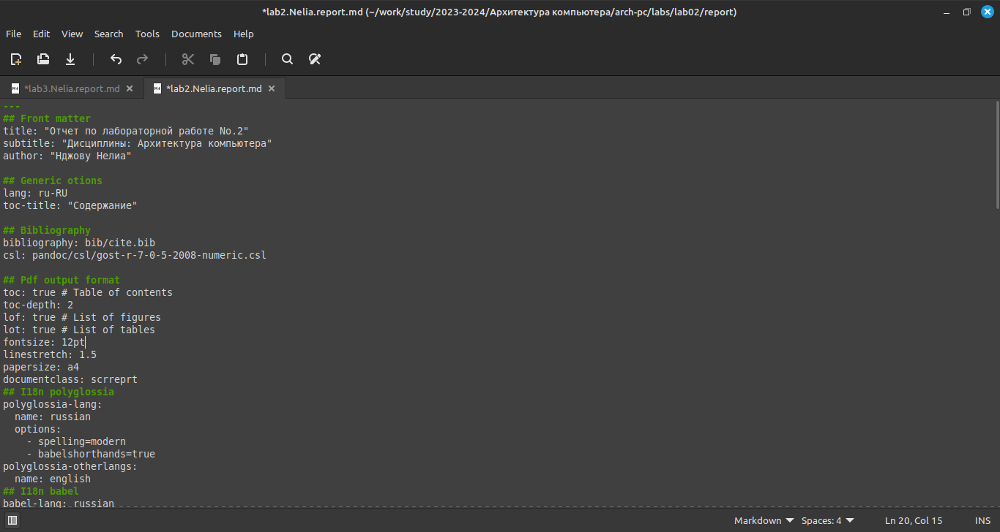 *lab2.Nelia.report.md (~/work/study/2023-2024/Архитектура компьютера/arch-pc/labs/lab02/report)
File Edit View Search Tools Documents Help
*lab3.Nelia.report.md *lab2.Nelia.report.md
---
## Front matter
title: "Отчет по лабораторной работе No.2"
subtitle: "Дисциплины: Архитектура компьютера"
author: "Нджову Нелиа"
## Generic otions
lang: ru-RU
toc-title: "Содержание"
## Bibliography
bibliography: bib/cite.bib
csl: pandoc/csl/gost-r-7-0-5-2008-numeric.csl
## Pdf output format
toc: true # Table of contents
toc-depth: 2
lof: true # List of figures
lot: true # List of tables
fontsize: 12pt
linestretch: 1.5
papersize: a4
documentclass: scrreprt
## I18n polyglossia
polyglossia-lang:
  name: russian
  options:
    - spelling=modern
    - babelshorthands=true
polyglossia-otherlangs:
  name: english
## I18n babel
babel-lang: russian
Markdown Spaces: 4 Ln 20, Col 15 INS